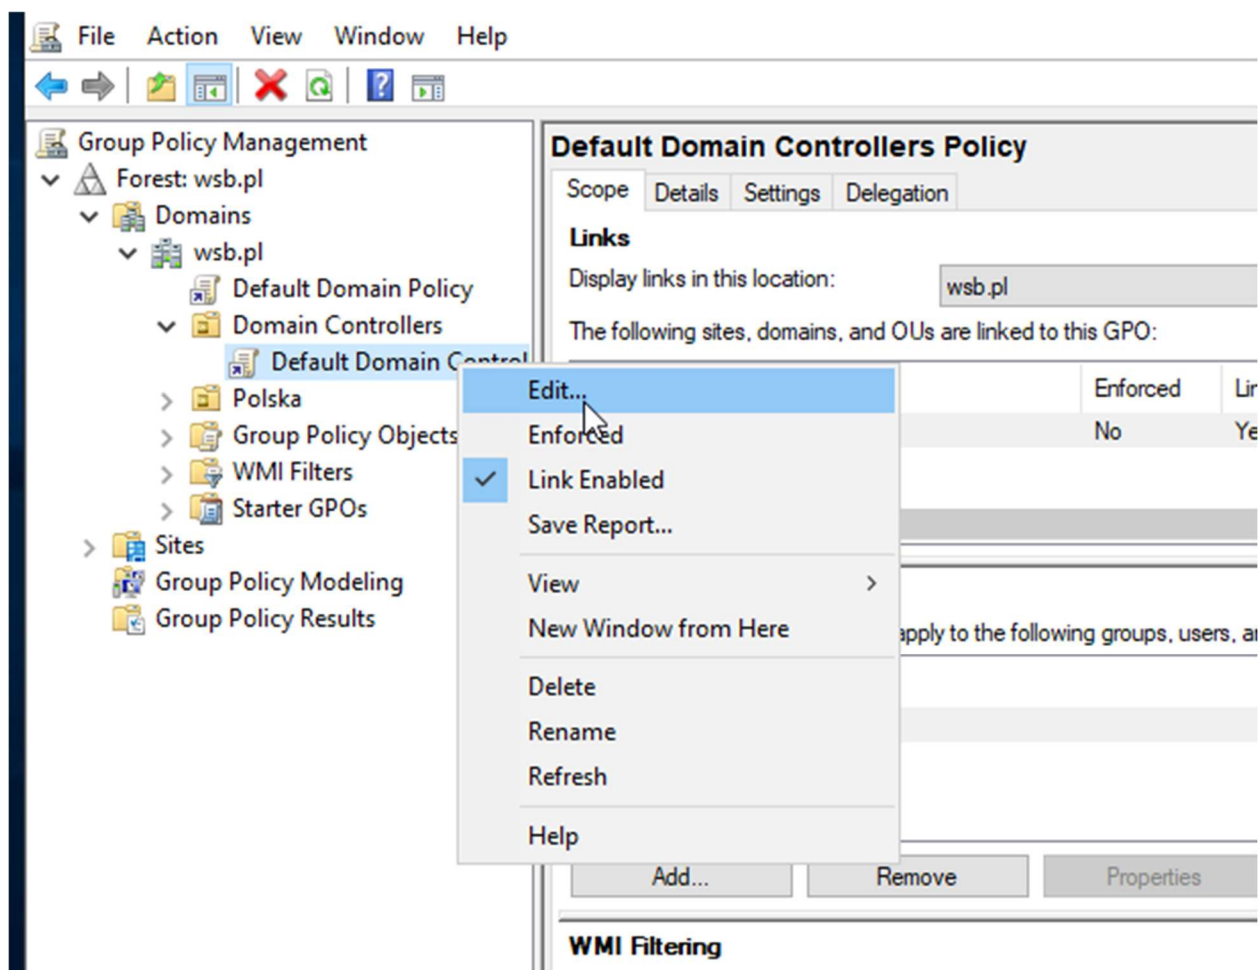 File Action View Window Help
Group Policy Management
Forest: wsb.pl
Domains
wsb.pl
Default Domain Policy
Domain Controllers
Default Domain Control
Polska
Group Policy Objects
WMI Filters
Starter GPOs
Sites
Group Policy Modeling
Group Policy Results
Default Domain Controllers Policy
Scope Details Settings Delegation
Links
Display links in this location: wsb.pl
The following sites, domains, and OUs are linked to this GPO:
Enforced
No
Edit...
Enforced
Link Enabled
Save Report...
View
New Window from Here
Delete
Rename
Refresh
Help
apply to the following groups, users,
Add... Remove Properties
WMI Filtering